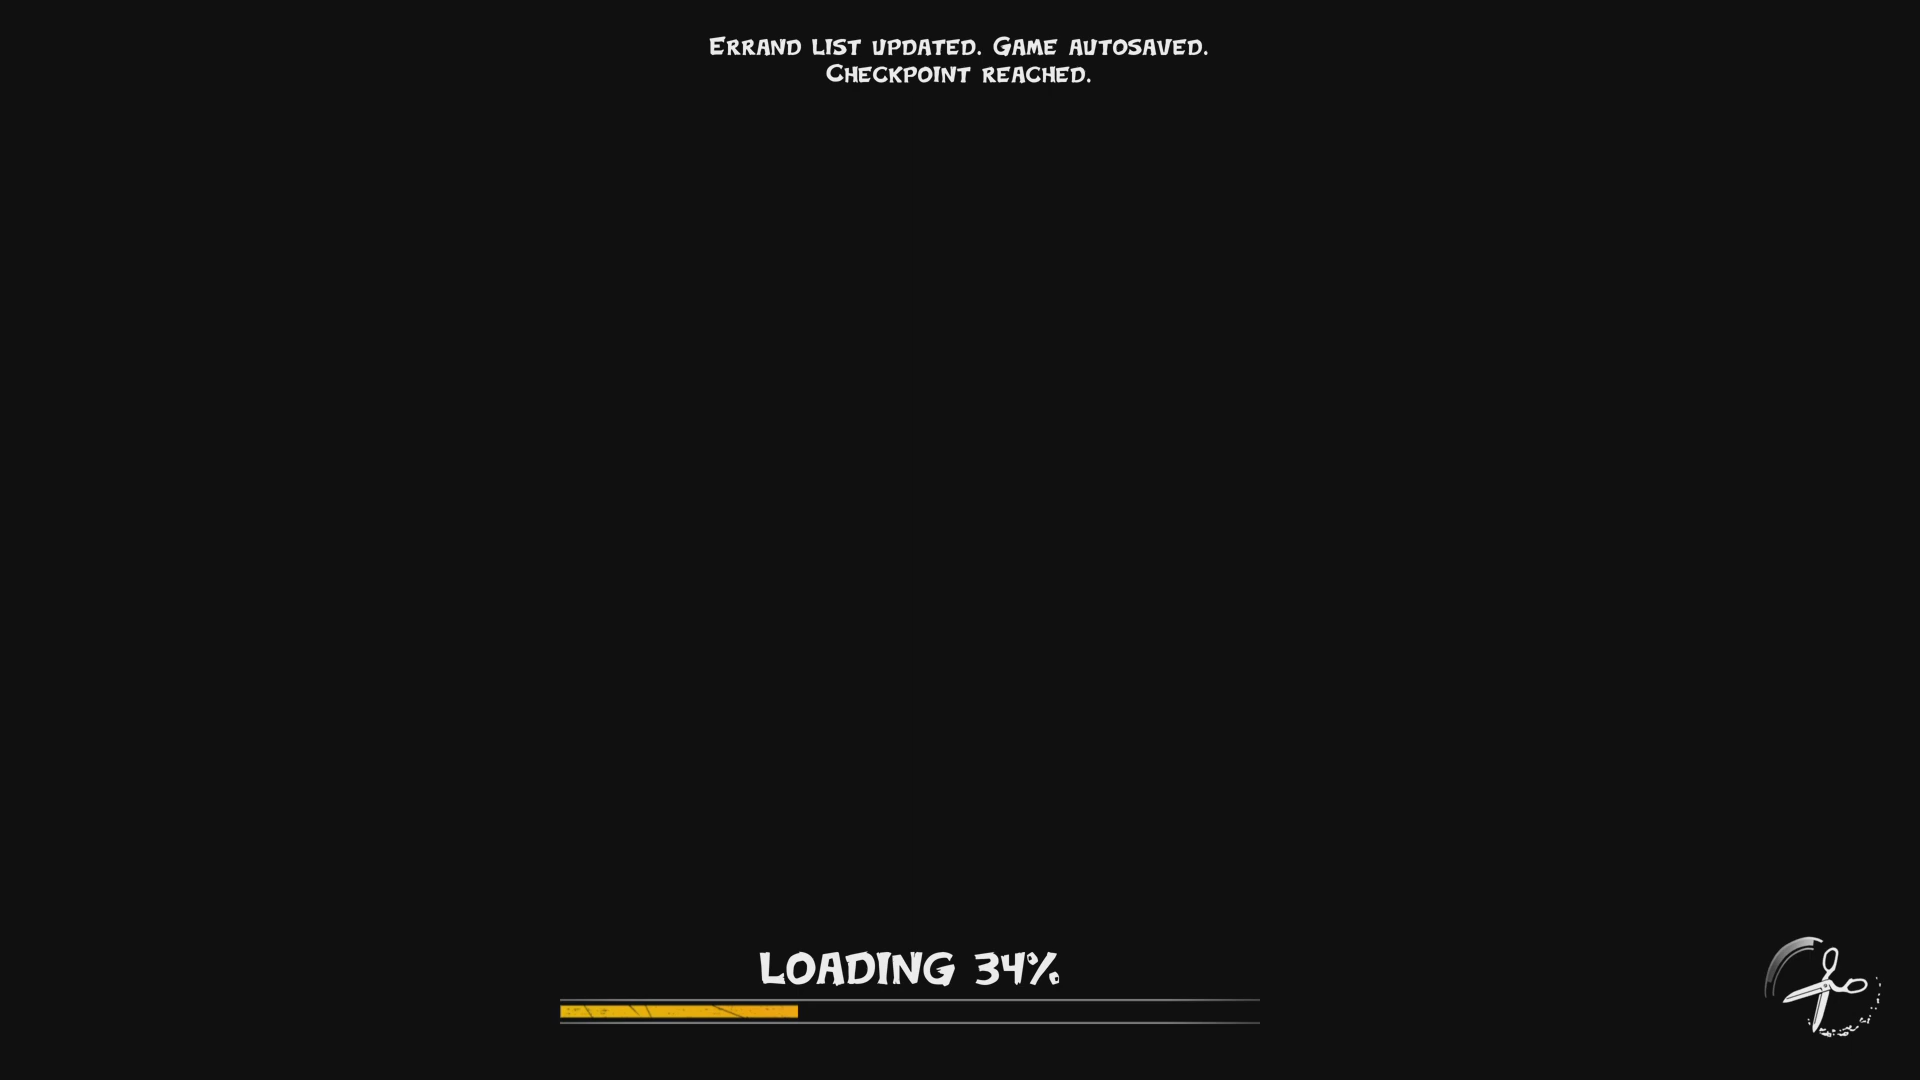 Errand list updated. Game autosaved.
Checkpoint reached.
LOADING 34%